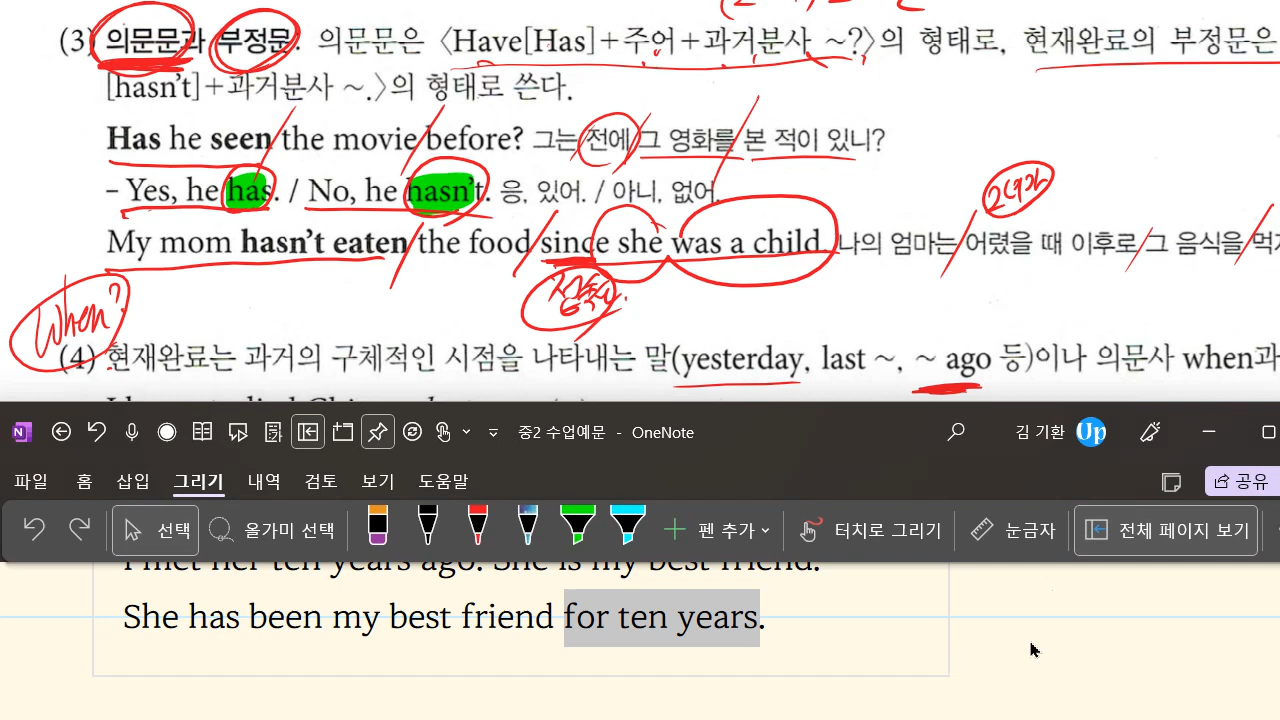 (3) 의문문과 부정문. 의문문은 〈Have[Has]+주어+과거분사 ~?〉의 형태로, 현재완료의 부정문은
[hasn't]+과거분사 ~.〉의 형태로 쓴다.
Has he seen the movie before? 그는 전에 그 영화를 본 적이 있니?
– Yes, he has. / No, he hasn't. 응, 있어. / 아니, 없어.
2녀가
My mom hasn't eaten the food since she was a child. 나의 엄마는 어렸을 때 이후로 그 음식을
접속사.
When?
(4) 현재완료는 과거의 구체적인 시점을 나타내는 말(yesterday, last ~, ~ ago 등)이나 의문사 when과
중2 수업예문 - OneNote
김 기환
Up
파일 홈 삽입 그리기 내역 검토 보기 도움말
공유
선택 올가미 선택 펜 추가 터치로 그리기 눈금자 전체 페이지 보기
I met her ten years ago. She is my best friend.
She has been my best friend for ten years.